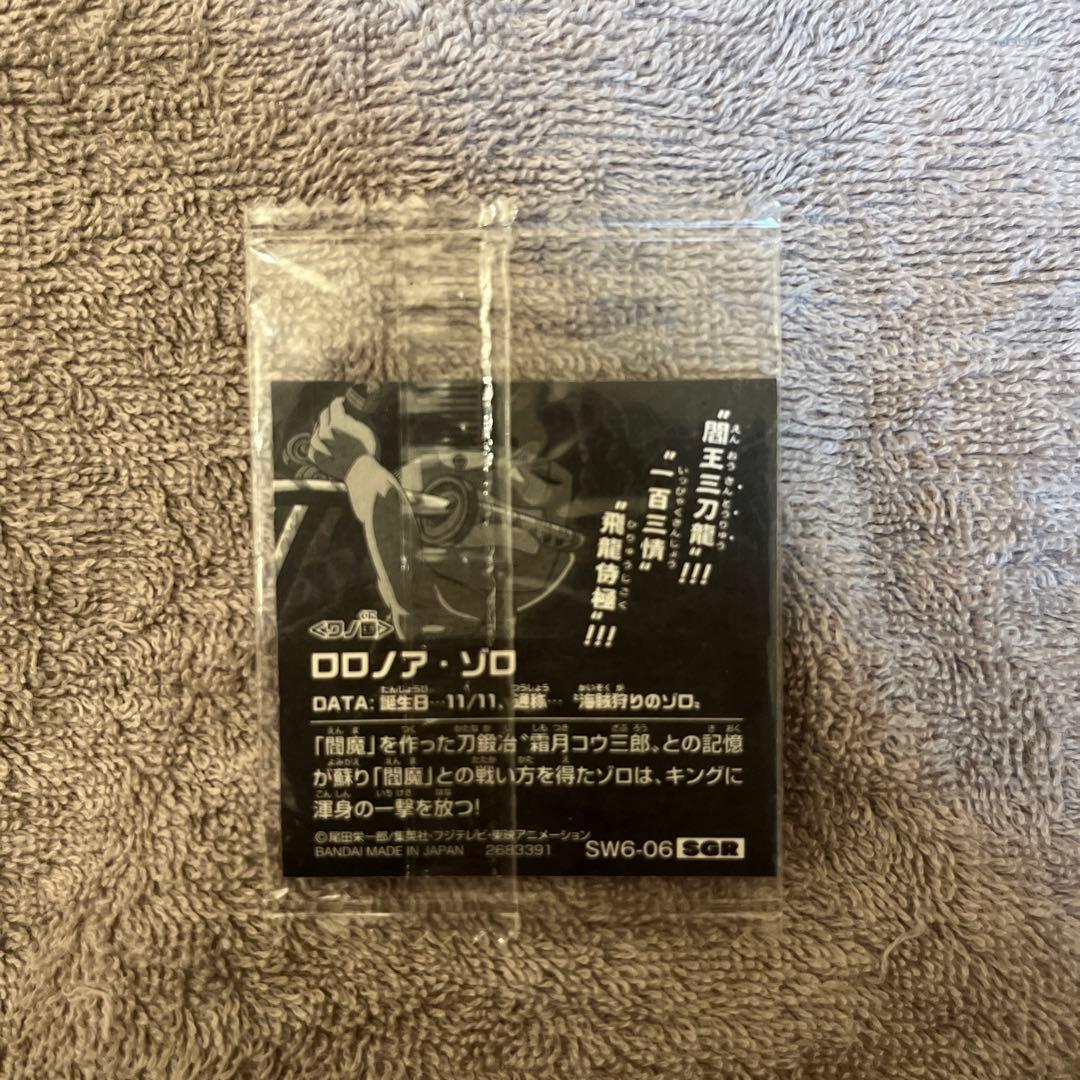 "閻王三刀龍"!!!
"一百三情"
"飛龍侍極"!!!
<ワノ国>
ロロノア・ゾロ
DATA: 誕生日…11/11、通称…〝海賊狩りのゾロ〟
「閻魔」を作った刀鍛冶〝霜月コウ三郎〟との記憶
が蘇り「閻魔」との戦い方を得たゾロは、キングに
渾身の一撃を放つ!
©尾田栄一郎/集英社・フジテレビ・東映アニメーション
BANDAI MADE IN JAPAN 2683391 SW6-06 SGR